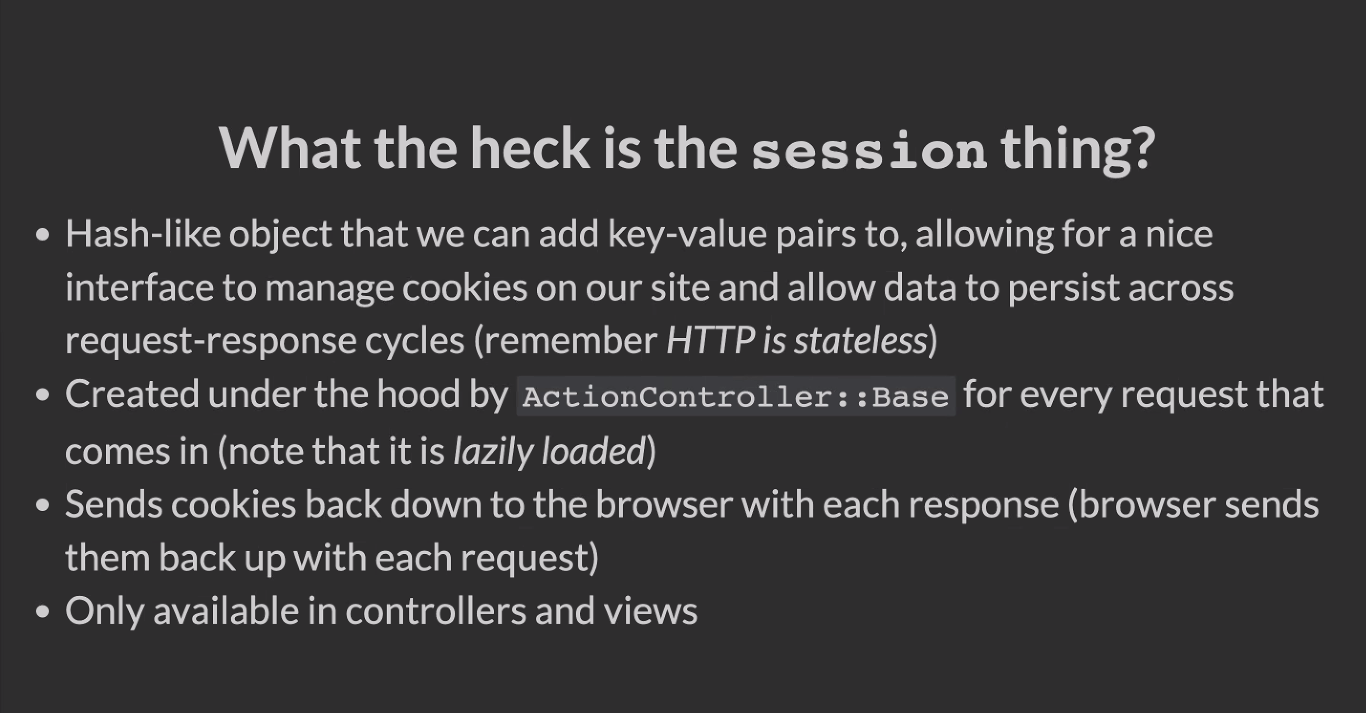 What the heck is the session thing?
• Hash-like object that we can add key-value pairs to, allowing for a nice
interface to manage cookies on our site and allow data to persist across
request-response cycles (remember HTTP is stateless)
• Created under the hood by ActionController::Base for every request that
comes in (note that it is lazily loaded)
• Sends cookies back down to the browser with each response (browser sends
them back up with each request)
• Only available in controllers and views